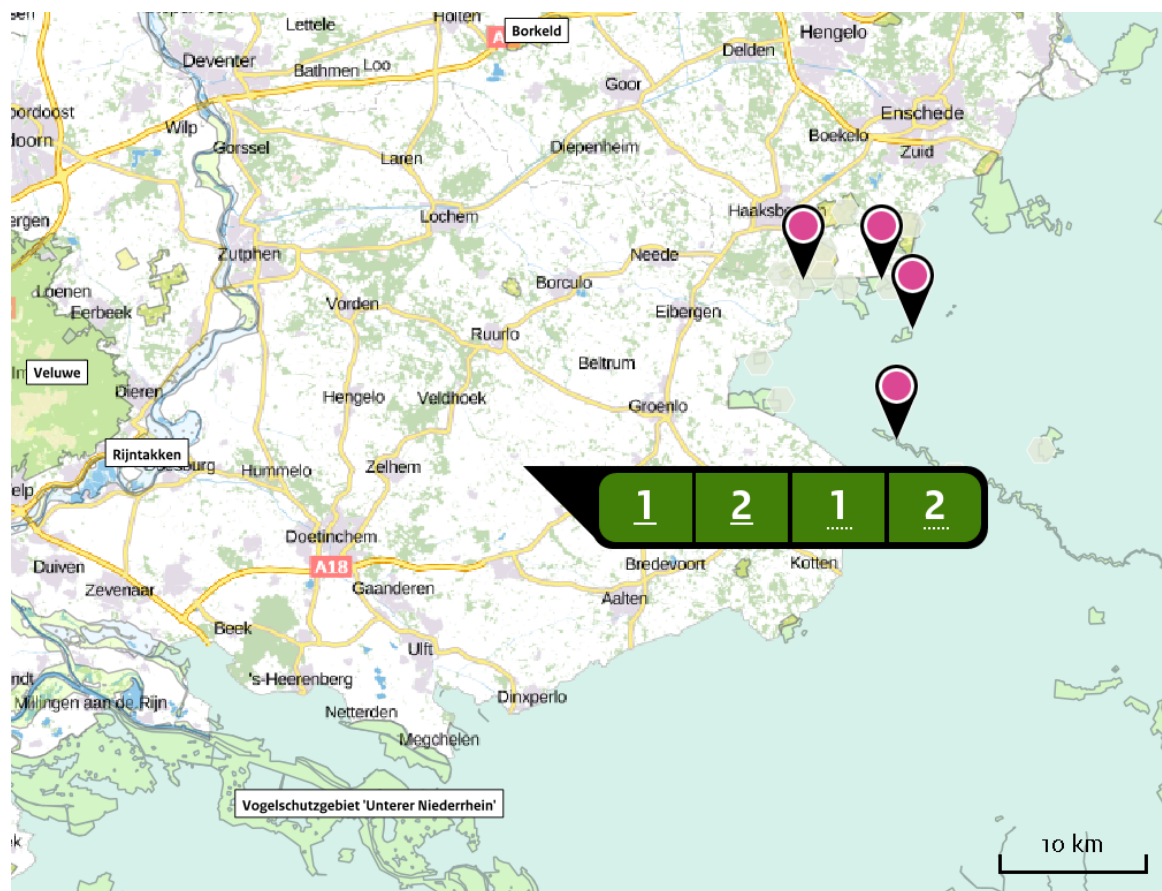 Lettele
Holten
Borkeld
Hengelo
Deventer
Bathmen
Loo
Delden
Goor
oordoost
Enschede
Wilp
Gorssel
Boekelo
Diepenheim
Laren
Zuid
Lochem
ergen
Zutphen
Neede
Borculo
Loenen
Eerbeek
Vorden
Eibergen
Ruurlo
Beltrum
Veluwe
Dieren
Hengelo
Veldhoek
Groenlo
Rijntakken
Hummelo
Zelhem
elp
1 2 1 2
Doetinchem
Duiven
A18
Bredevoort
Kotten
Zevenaar
Gaanderen
Aalten
Beek
Ulft
's-Heerenberg
Dinxperlo
Millingen aan de Rijn
Netterden
Megchelen
Vogelschutzgebiet 'Unterer Niederrhein'
10 km